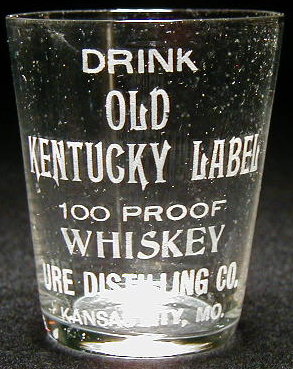 DRINK
OLD
KENTUCKY LABEL
100 PROOF
WHISKEY
URE DISTILLING CO.
KANSAS CITY, MO.